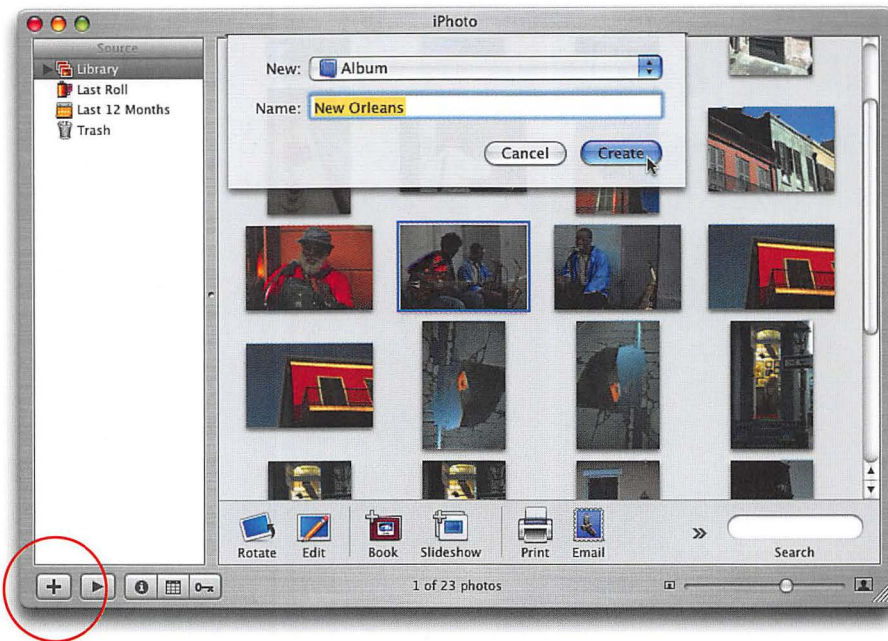 iPhoto
Source
Library
Last Roll
Last 12 Months
Trash
New: Album
Name: New Orleans
Cancel Create
Rotate Edit Book Slideshow Print Email Search
1 of 23 photos